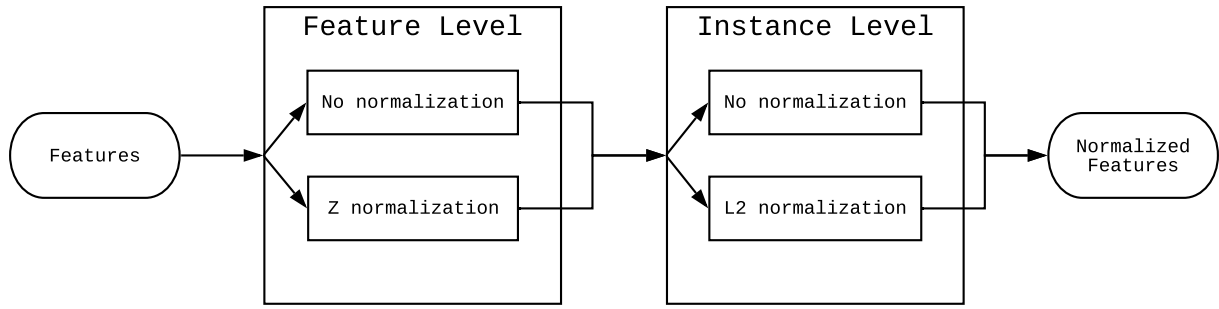 Feature Level
Instance Level
No normalization
No normalization
Features
Normalized
Features
Z normalization
L2 normalization